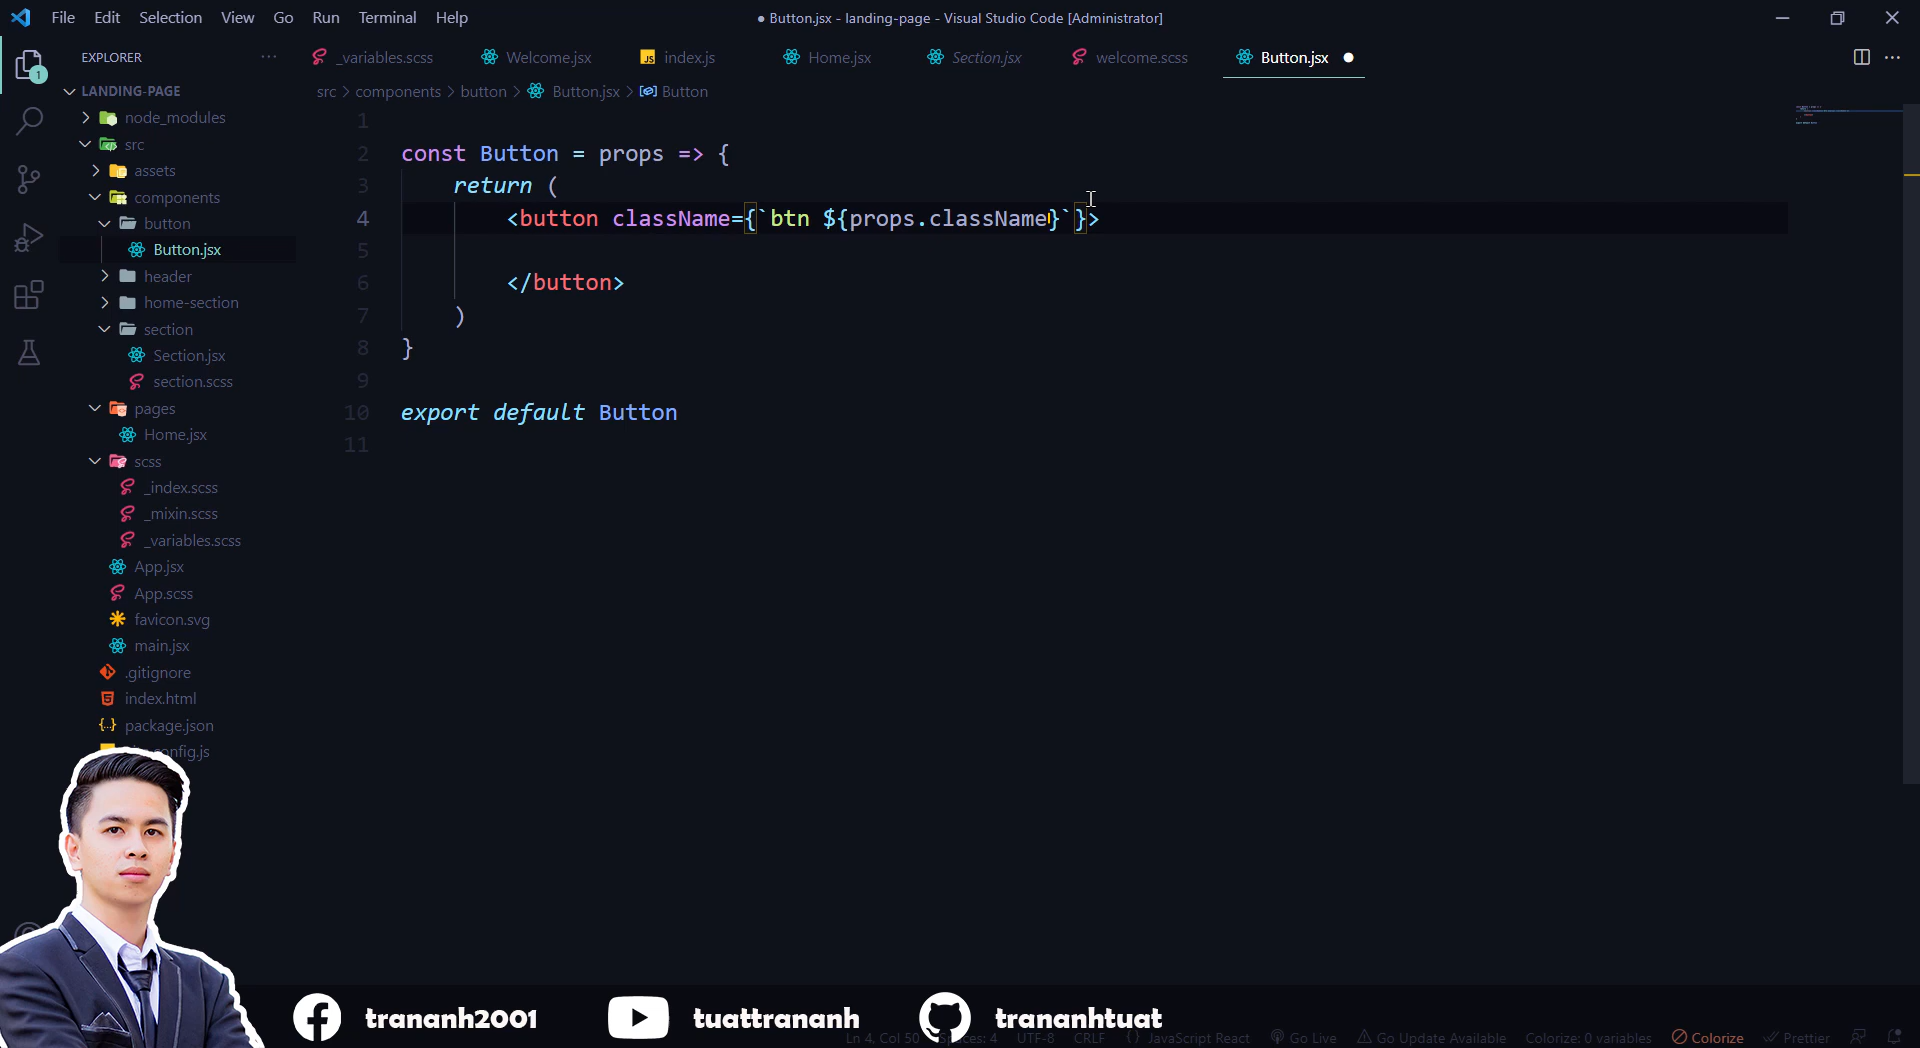 File Edit Selection View Go Run Terminal Help
● Button.jsx - landing-page - Visual Studio Code [Administrator]
EXPLORER ···
_variables.scss Welcome.jsx JS index.js Home.jsx Section.jsx welcome.scss Button.jsx ●
src > components > button > Button.jsx > Button
1
LANDING-PAGE
node_modules
src
assets
components
button
Button.jsx
header
home-section
section
Section.jsx
section.scss
pages
Home.jsx
scss
_index.scss
_mixin.scss
_variables.scss
App.jsx
App.scss
favicon.svg
main.jsx
.gitignore
index.html
package.json
config.js
1
2 const Button = props => {
3 return (
4 <button className={`btn ${props.className}`}>
5
6 </button>
7 )
8 }
9
10 export default Button
11
trananh2001
tuattrananh
trananhtuat
Ln 4, Col 50 Spaces: 4 UTF-8 CRLF {} JavaScript React Go Live Go Update Available Colorize: 0 variables Colorize Prettier